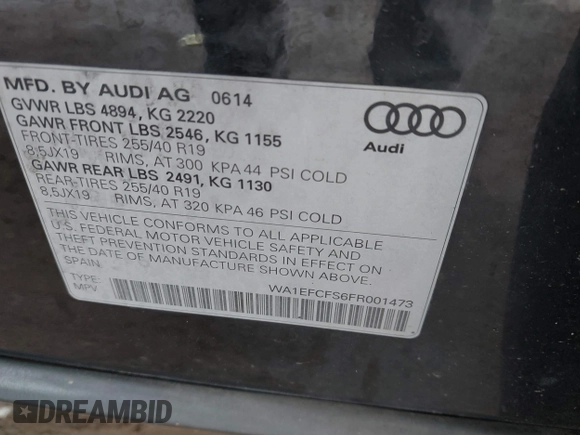 MFD. BY AUDI AG 0614
GVWR LBS 4894, KG 2220
GAWR FRONT LBS 2546, KG 1155
FRONT-TIRES 255/40 R19
8,5JX19 RIMS, AT 300 KPA 44 PSI COLD
GAWR REAR LBS 2491, KG 1130
REAR-TIRES 255/40 R19
8,5JX19 RIMS, AT 320 KPA 46 PSI COLD
THIS VEHICLE CONFORMS TO ALL APPLICABLE
U.S. FEDERAL MOTOR VEHICLE SAFETY AND
THEFT PREVENTION STANDARDS IN EFFECT ON
THE DATE OF MANUFACTURE SHOWN ABOVE.
SPAIN
TYPE:
MPV
WA1EFCFS6FR001473
Audi
DREAMBID